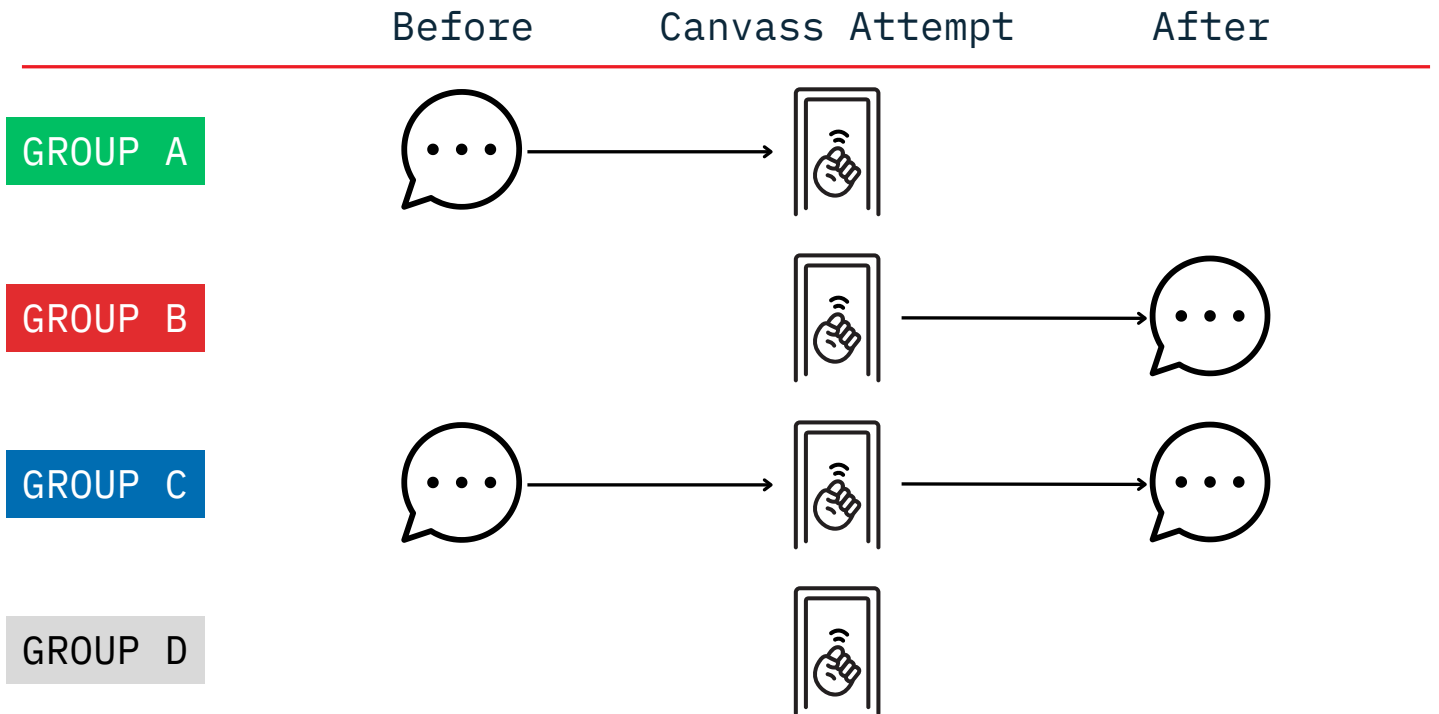 Before Canvass Attempt After
GROUP A
GROUP B
GROUP C
GROUP D